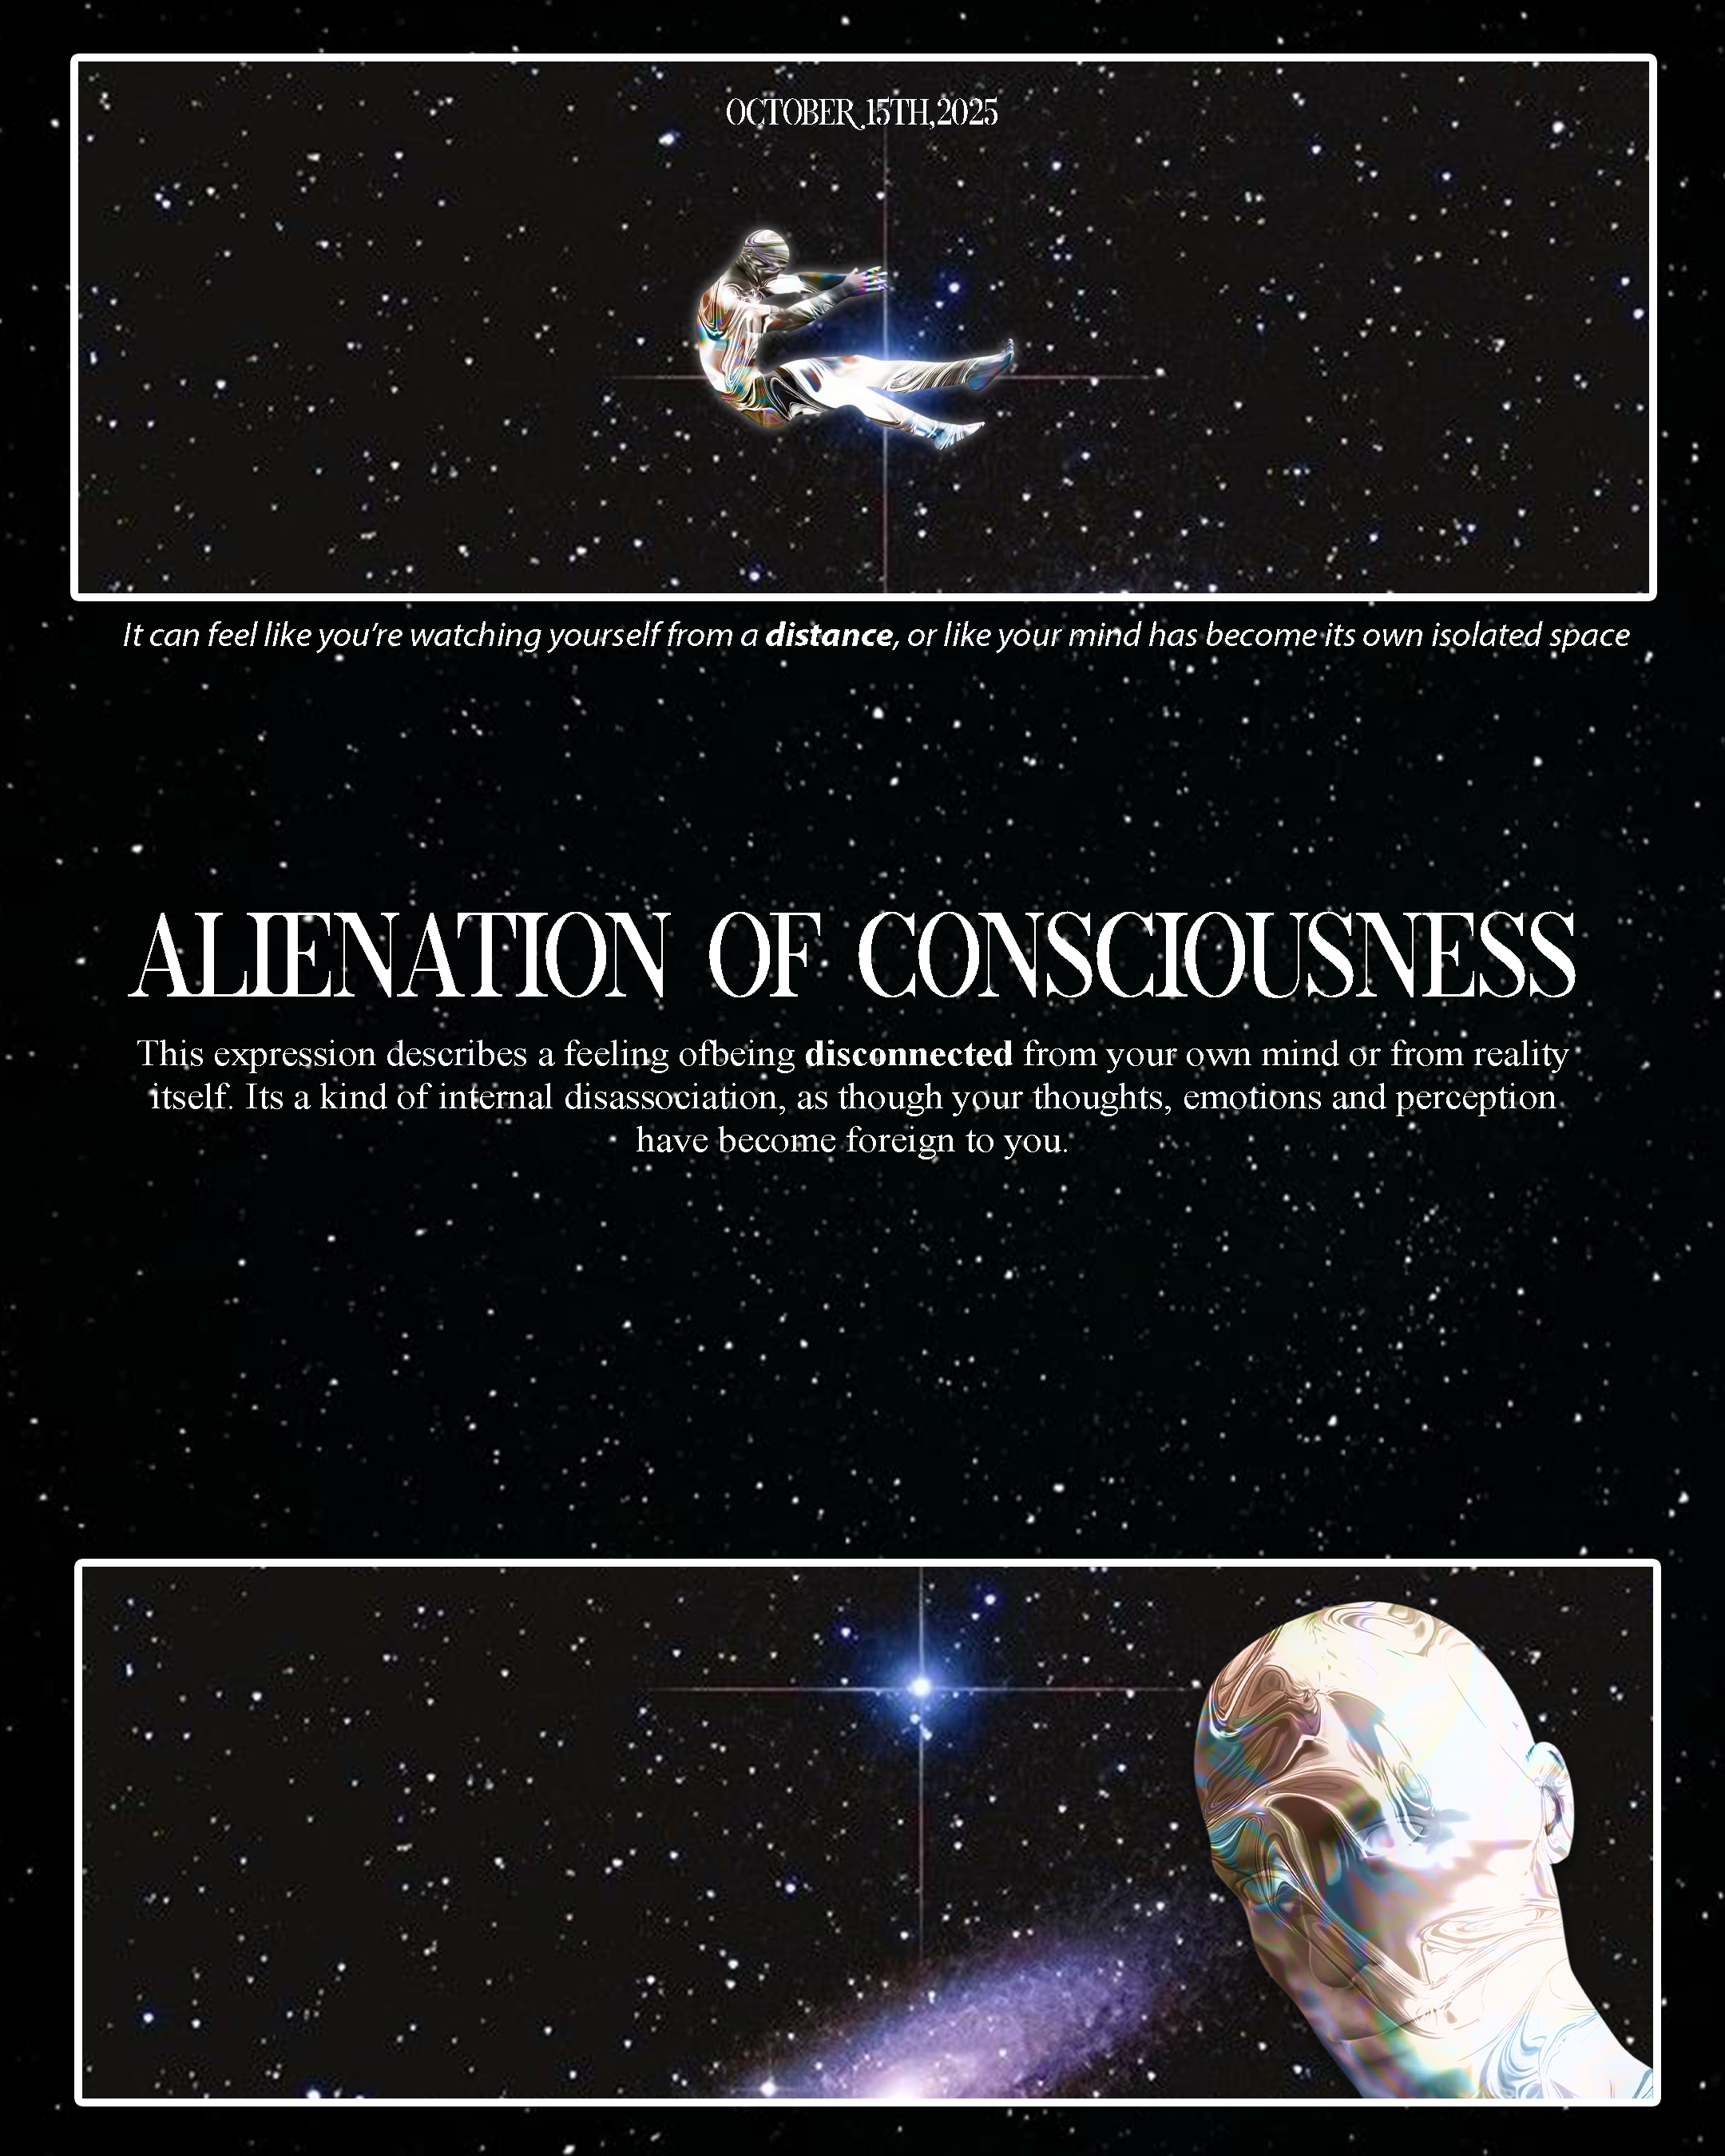 OCTOBER 15TH,2025
It can feel like you’re watching yourself from a distance, or like your mind has become its own isolated space
ALIENATION OF CONSCIOUSNESS
This expression describes a feeling ofbeing disconnected from your own mind or from reality
itself. Its a kind of internal disassociation, as though your thoughts, emotions and perception
have become foreign to you.